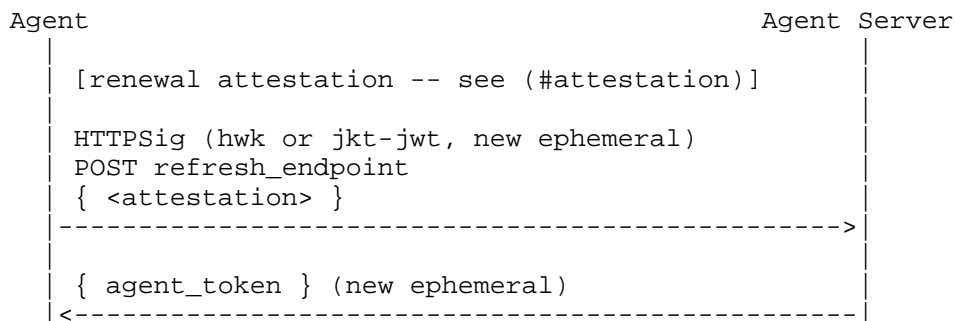 Agent Agent Server
[renewal attestation -- see (#attestation)]
HTTPSig (hwk or jkt-jwt, new ephemeral)
POST refresh_endpoint
{ <attestation> }
{ agent_token } (new ephemeral)